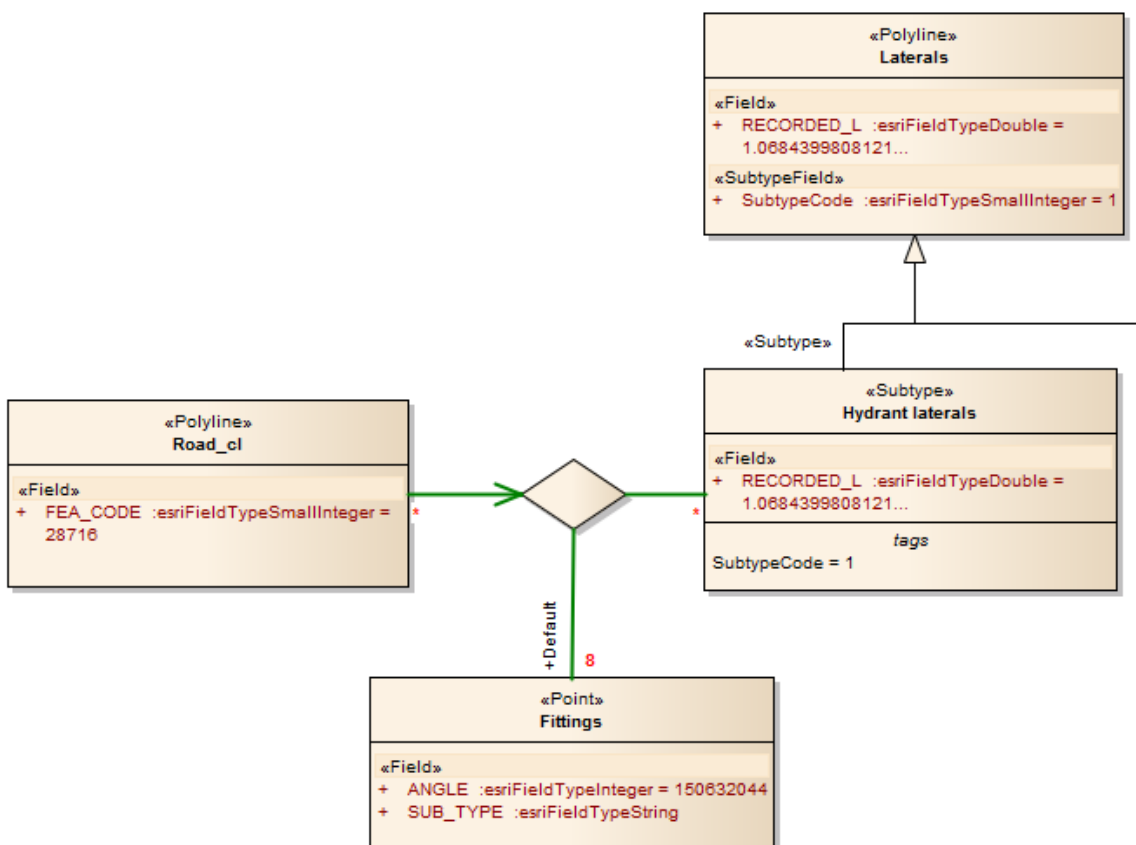 «Polyline»
Laterals
«Field»
+ RECORDED_L :esriFieldTypeDouble =
1.0684399808121...
«SubtypeField»
+ SubtypeCode :esriFieldTypeSmallInteger = 1
«Subtype»
«Subtype»
Hydrant laterals
«Field»
+ RECORDED_L :esriFieldTypeDouble =
1.0684399808121...
tags
SubtypeCode = 1
«Polyline»
Road_cl
«Field»
+ FEA_CODE :esriFieldTypeSmallInteger =
28716
*
*
+Default
8
«Point»
Fittings
«Field»
+ ANGLE :esriFieldTypeInteger = 150632044
+ SUB_TYPE :esriFieldTypeString